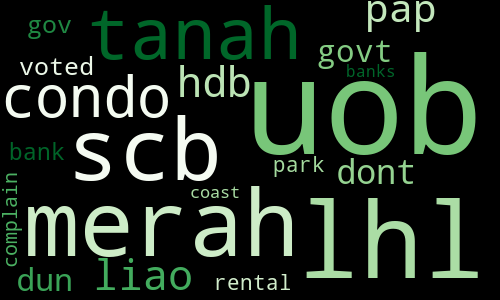 gov
tanah
pap
govt
voted
banks
hdb
condo
uob
scb
bank
park
dont
complain
coast
merah
lhl
dun
liao
rental